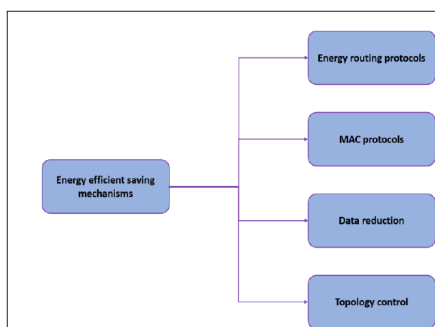 Energy routing protocols
MAC protocols
Energy efficient saving
mechanisms
Data reduction
Topology control